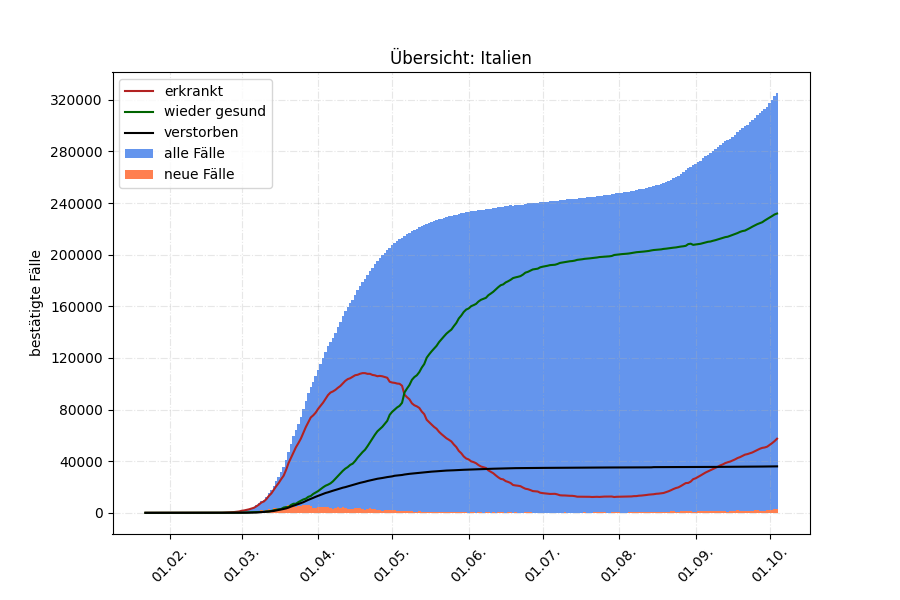 Übersicht: Italien
erkrankt
wieder gesund
verstorben
alle Fälle
neue Fälle
bestätigte Fälle
320000
280000
240000
200000
160000
120000
80000
40000
0
01.02.
01.03.
01.04.
01.05.
01.06.
01.07.
01.08.
01.09.
01.10.